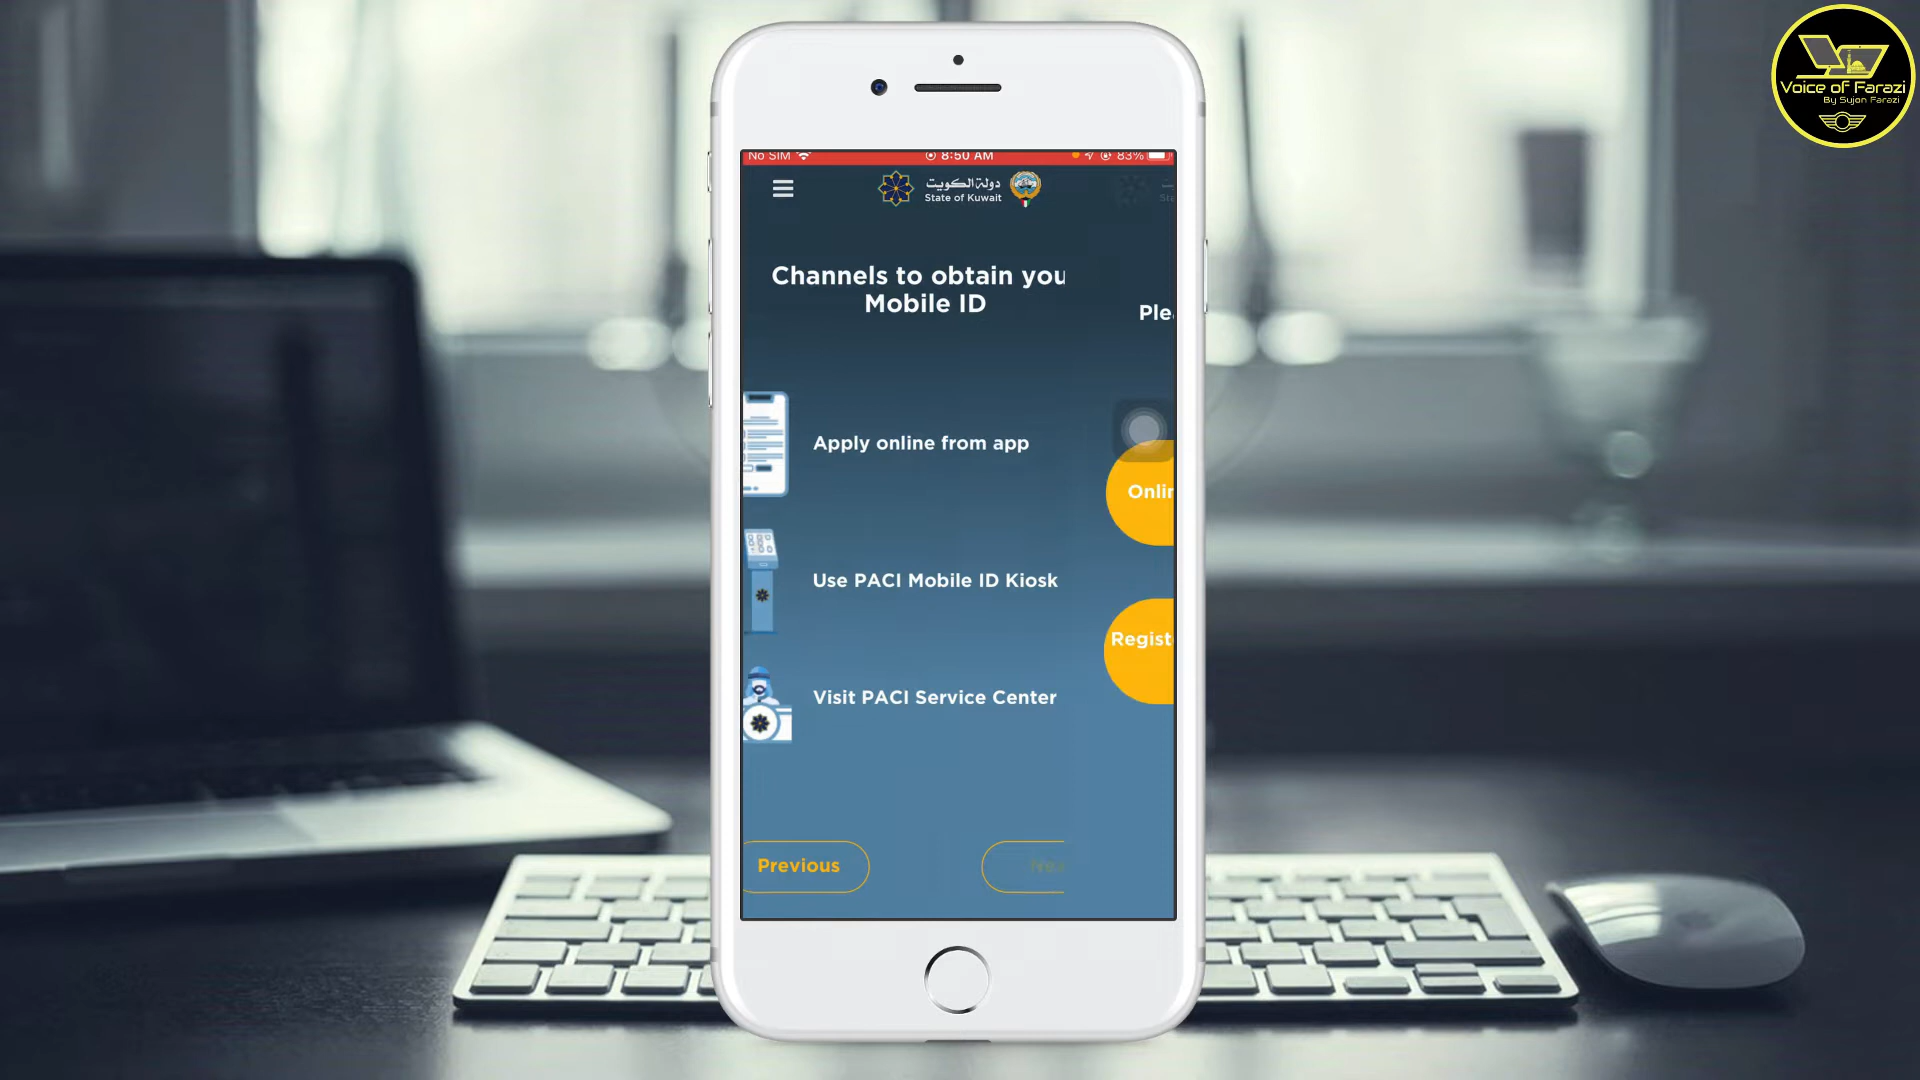 Voice of Farazi
By Sujon Farazi
No SIM
8:50 AM
83%
دولة الكويت
State of Kuwait
Channels to obtain you
Mobile ID
Apply online from app
Use PACI Mobile ID Kiosk
Visit PACI Service Center
Previous
Ple
Onlin
Regist